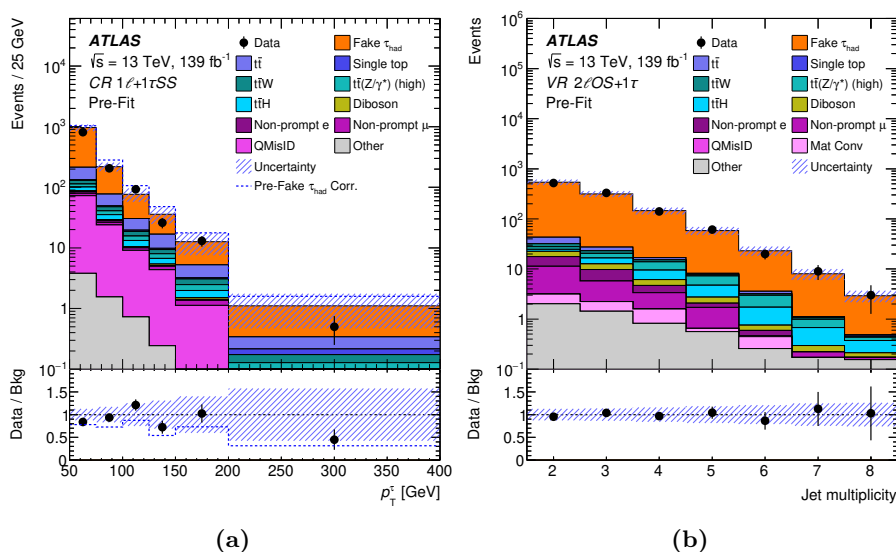 ATLAS
√s = 13 TeV, 139 fb⁻¹
CR 1ℓ+1τSS
Pre-Fit
Data
Fake τhad
tt̄
Single top
tt̄W
tt̄(Z/γ*) (high)
tt̄H
Diboson
Non-prompt e
Non-prompt μ
QMisID
Other
Uncertainty
Pre-Fake τhad Corr.
Events / 25 GeV
10⁴
10³
10²
10
1
10⁻¹
Data / Bkg
1.5
1
0.5
0
50 100 150 200 250 300 350 400
pTτ [GeV]
(a)
ATLAS
√s = 13 TeV, 139 fb⁻¹
VR 2ℓOS+1τ
Pre-Fit
Data
Fake τhad
tt̄
Single top
tt̄W
tt̄(Z/γ*) (high)
tt̄H
Diboson
Non-prompt e
Non-prompt μ
QMisID
Mat Conv
Other
Uncertainty
Events
10⁶
10⁵
10⁴
10³
10²
10
1
10⁻¹
Data / Bkg
1.5
1
0.5
0
2 3 4 5 6 7 8
Jet multiplicity
(b)